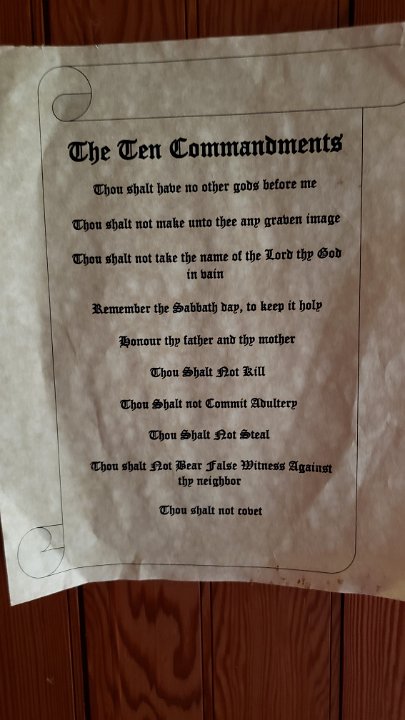 The Ten Commandments
Thou shalt have no other gods before me
Thou shalt not make unto thee any graven image
Thou shalt not take the name of the Lord thy God
in vain
Remember the Sabbath day, to keep it holy
Honour thy father and thy mother
Thou Shalt Not Kill
Thou Shalt not Commit Adultery
Thou Shalt Not Steal
Thou shalt Not Bear False Witness Against
thy neighbor
Thou shalt not covet